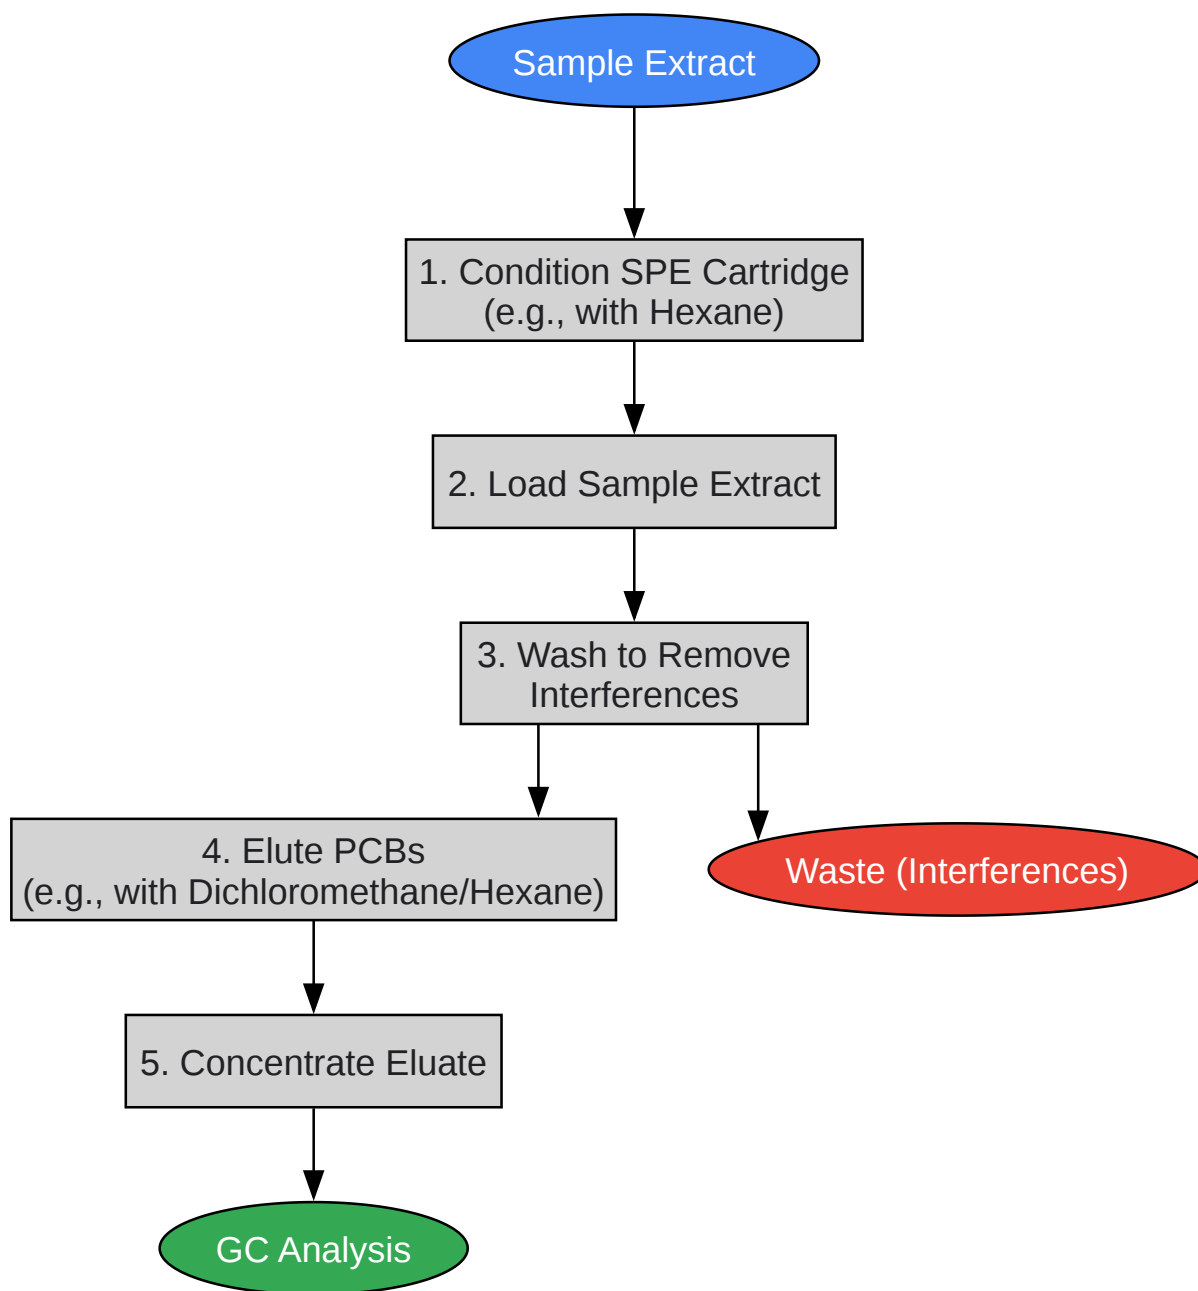 Sample Extract
1. Condition SPE Cartridge
(e.g., with Hexane)
2. Load Sample Extract
3. Wash to Remove
Interferences
4. Elute PCBs
(e.g., with Dichloromethane/Hexane)
Waste (Interferences)
5. Concentrate Eluate
GC Analysis